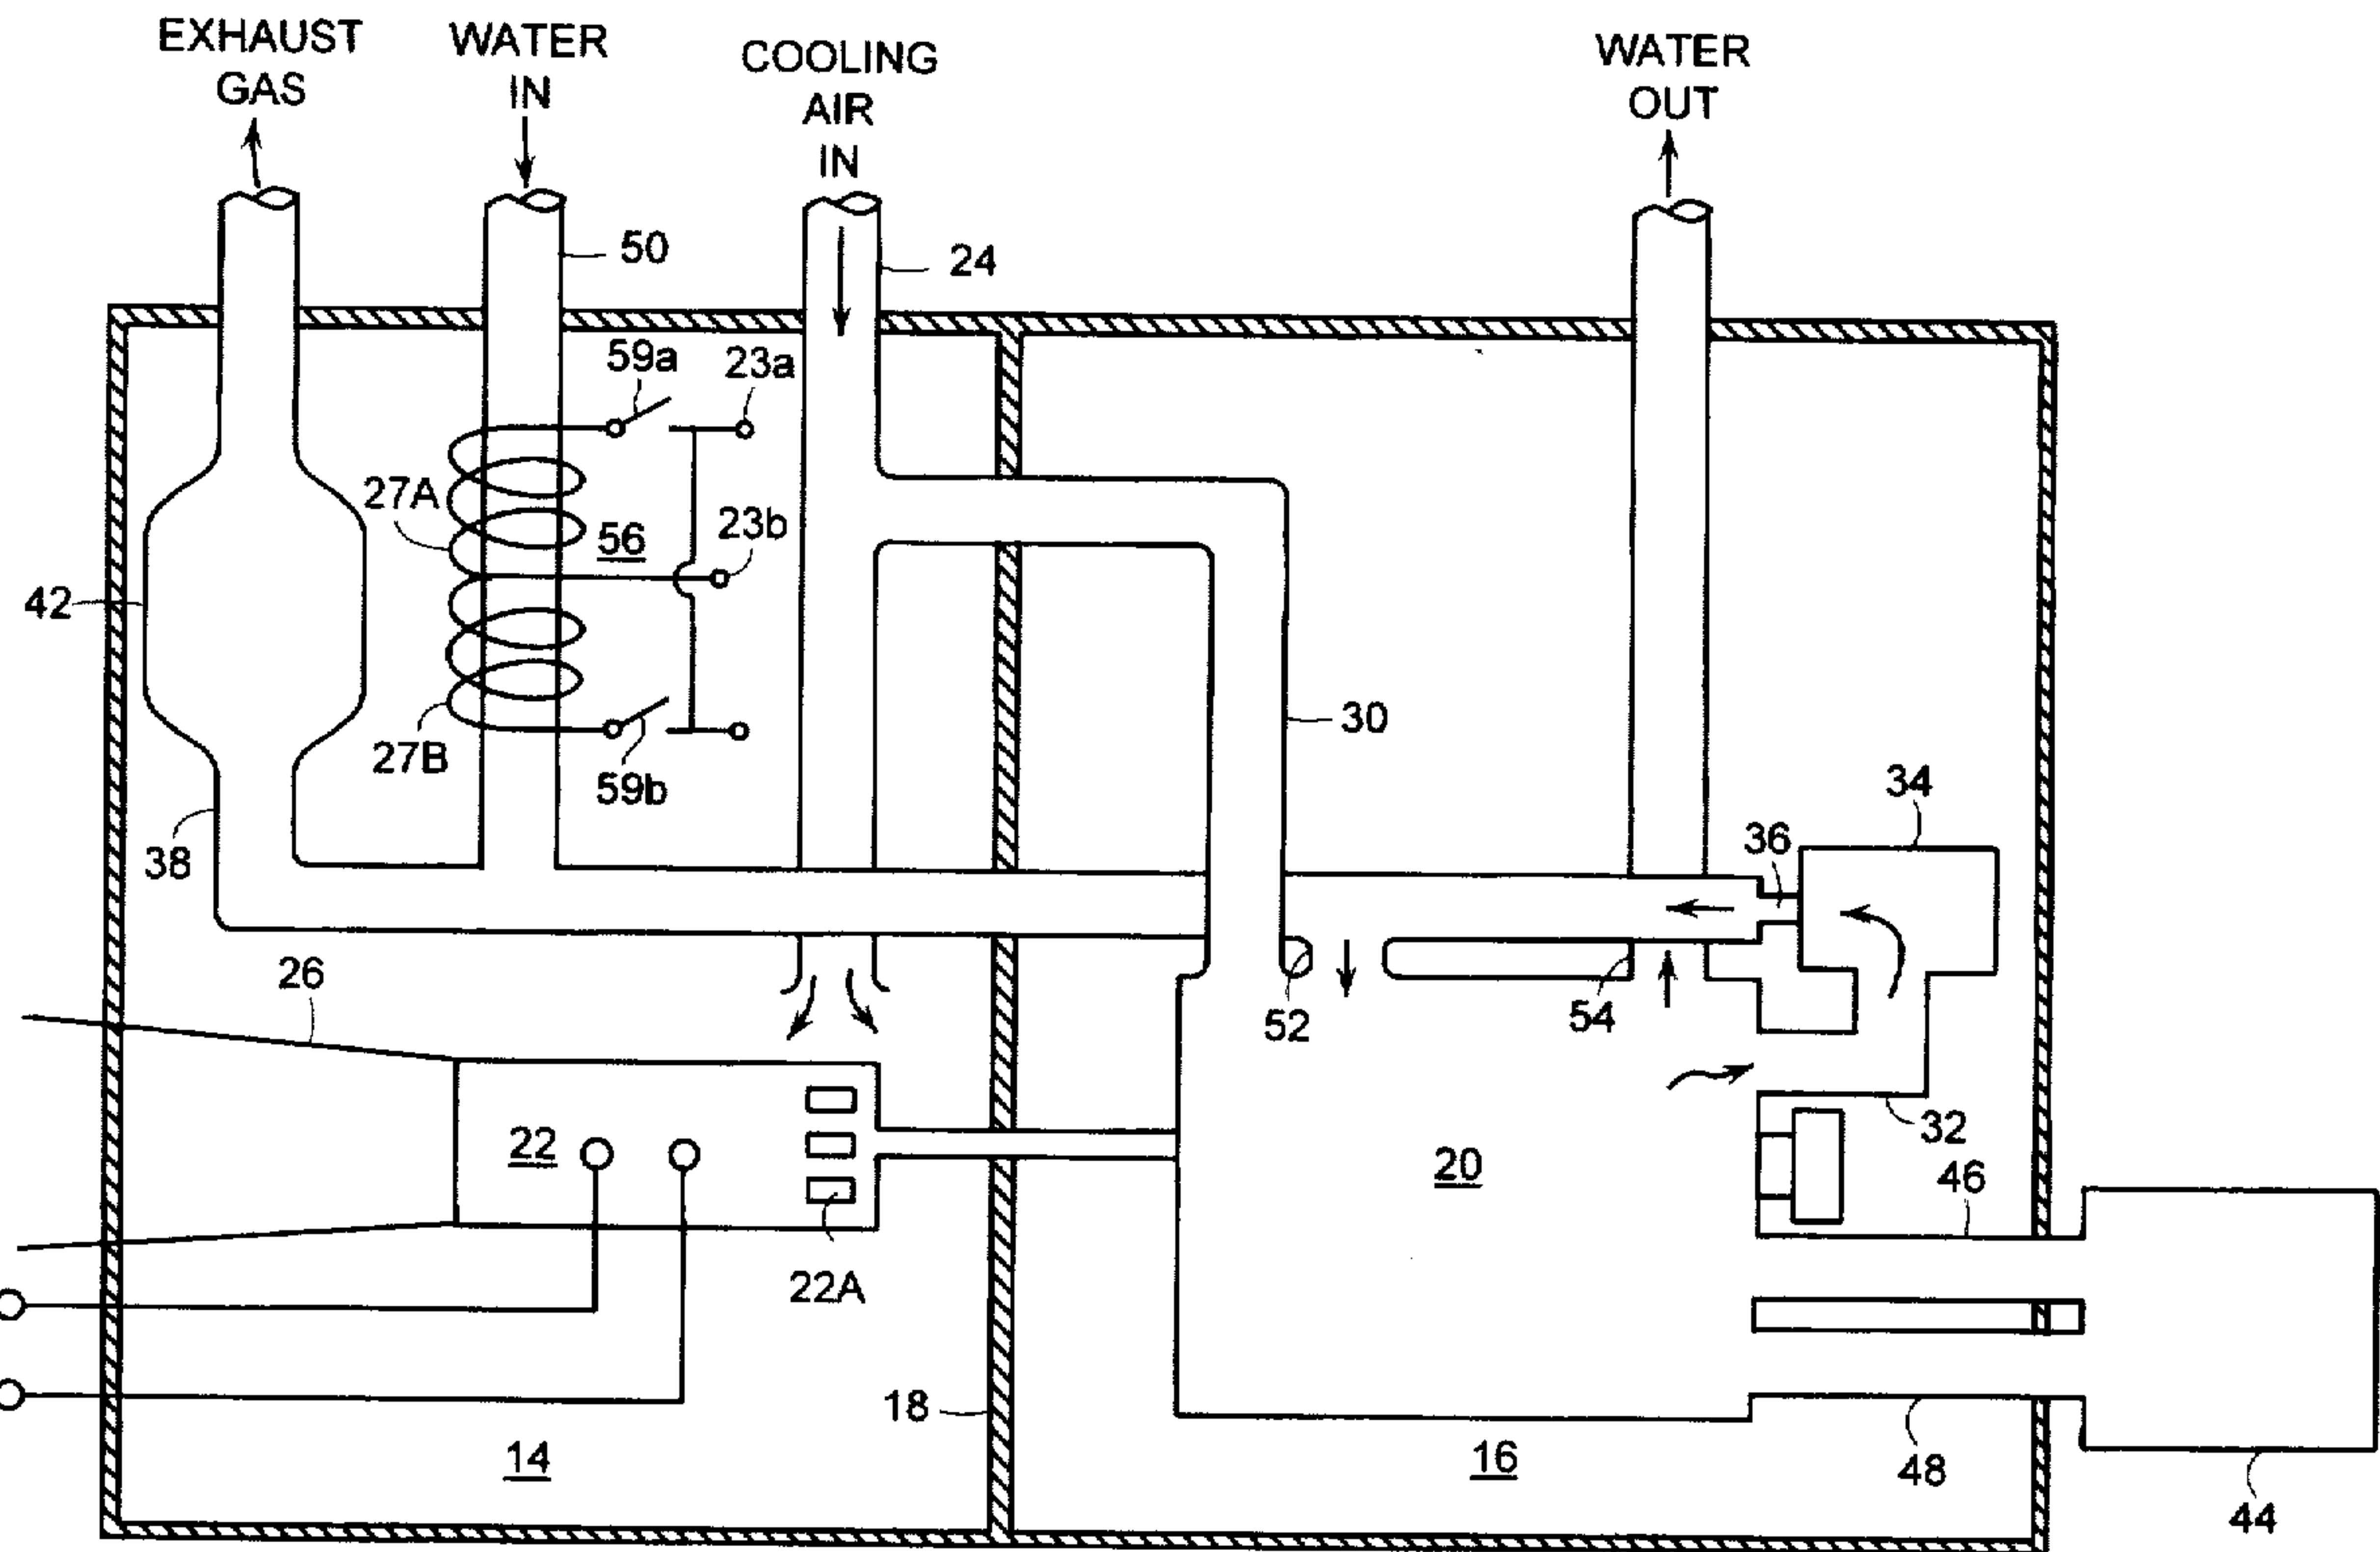 EXHAUST
GAS
WATER
IN
COOLING
AIR
IN
WATER
OUT
50
24
59a
23a
27A
23b
56
42
30
27B
59b
34
36
38
26
52
54
32
22
20
46
22A
18
14
16
48
44